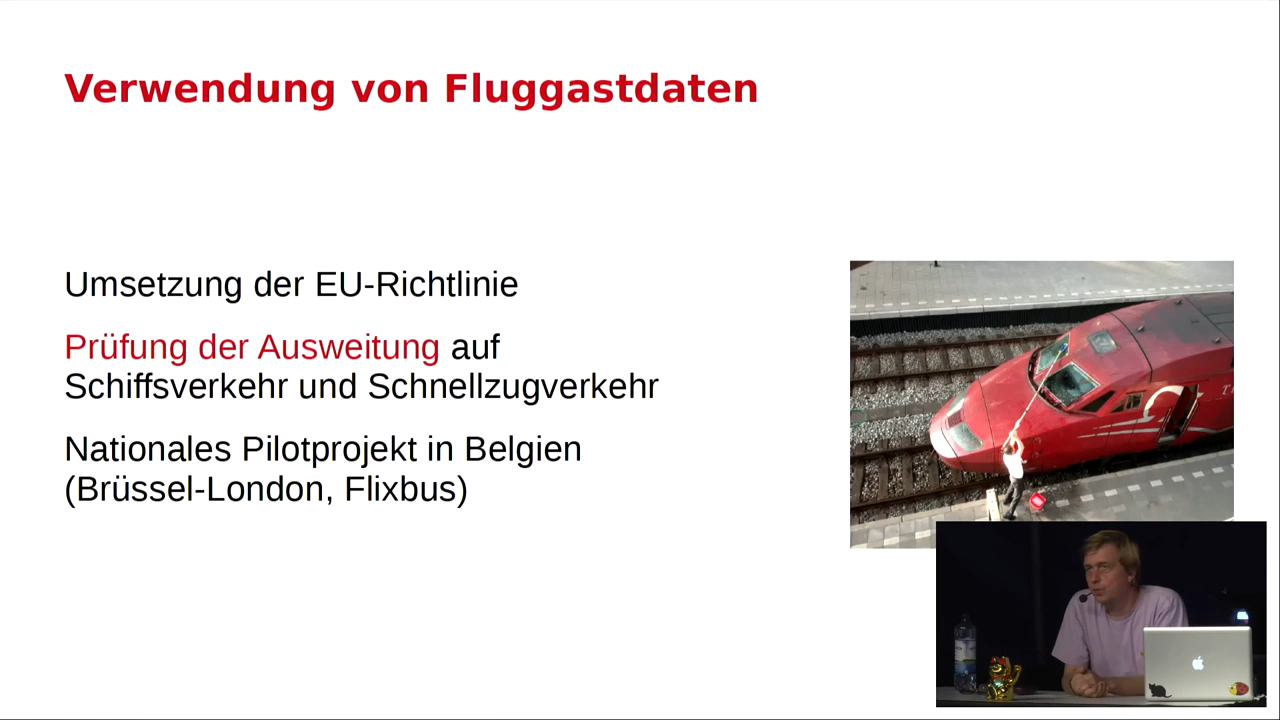 Verwendung von Fluggastdaten
Umsetzung der EU-Richtlinie
Prüfung der Ausweitung auf
Schiffsverkehr und Schnellzugverkehr
Nationales Pilotprojekt in Belgien
(Brüssel-London, Flixbus)